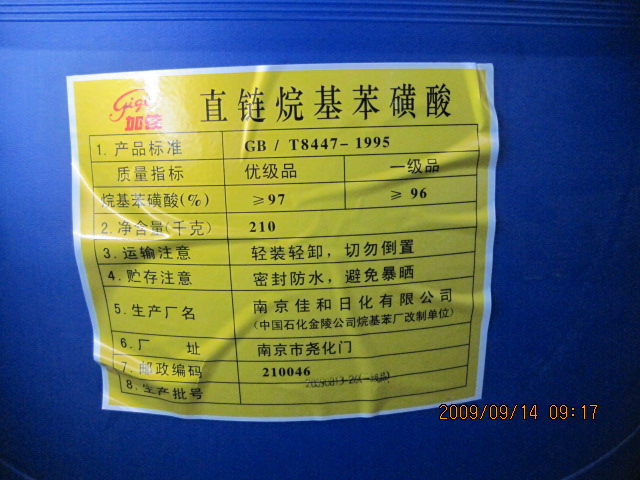 加佳
直链烷基苯磺酸
1. 产品标准 GB / T8447-1995
质量指标 优级品 一级品
烷基苯磺酸(%) ≥97 ≥ 96
2. 净含量(千克) 210
3. 运输注意 轻装轻卸，切勿倒置
4. 贮存注意 密封防水，避免暴晒
5. 生产厂名 南京佳和日化有限公司
(中国石化金陵公司烷基苯厂改制单位)
6. 厂 址 南京市尧化门
7. 邮政编码 210046
8. 生产批号
2009/09/14 09:17